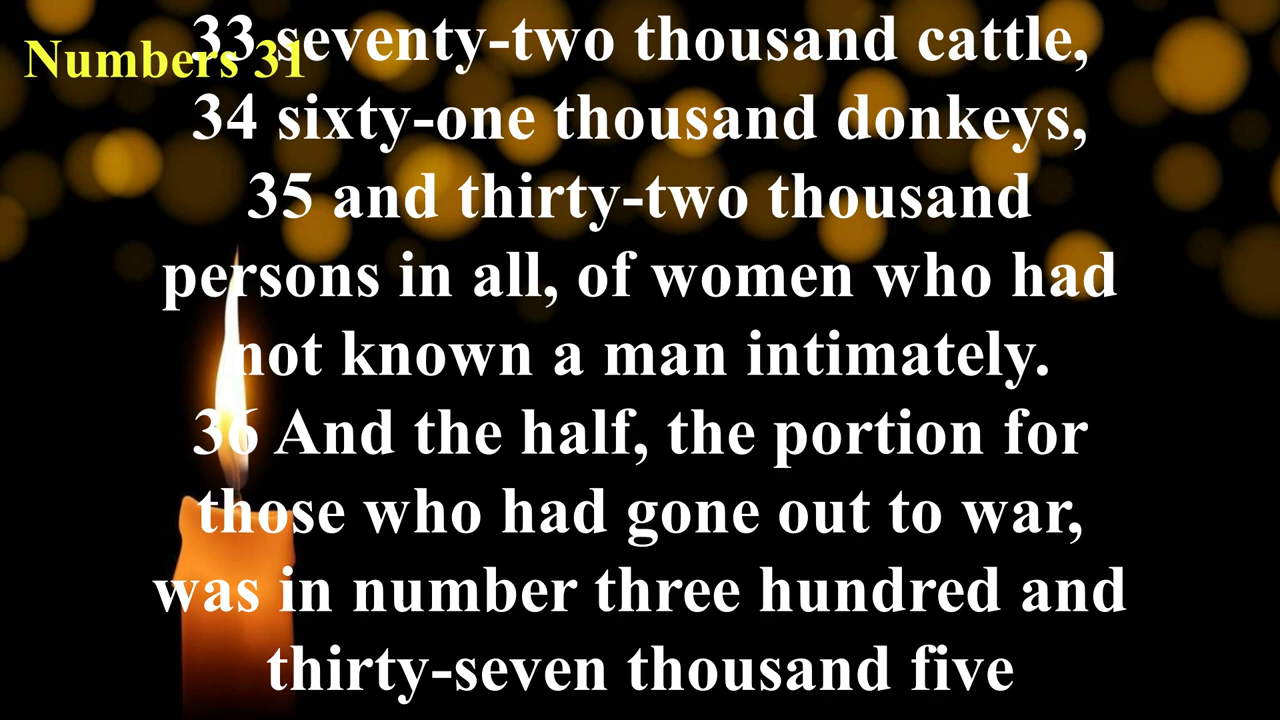 Numbers 31
33 seventy-two thousand cattle,
34 sixty-one thousand donkeys,
35 and thirty-two thousand
persons in all, of women who had
not known a man intimately.
36 And the half, the portion for
those who had gone out to war,
was in number three hundred and
thirty-seven thousand five